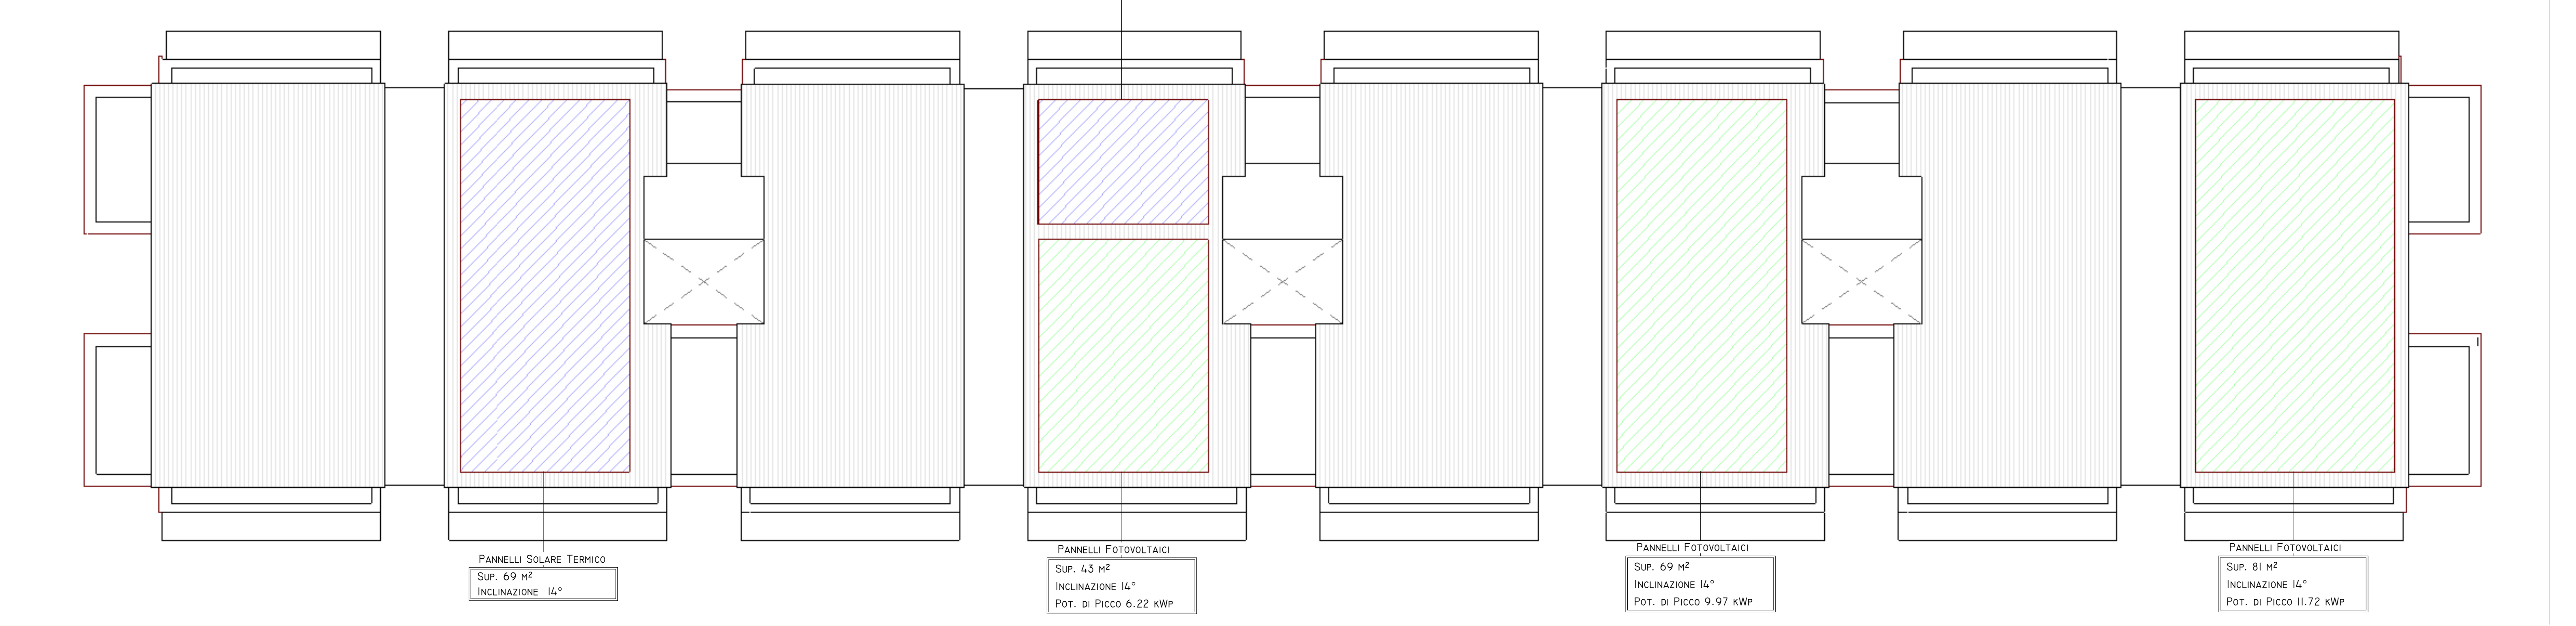 Pannelli Solare Termico
Sup. 69 m²
Inclinazione 14°
Pannelli Fotovoltaici
Sup. 43 m²
Inclinazione 14°
Pot. di Picco 6.22 kWp
Pannelli Fotovoltaici
Sup. 69 m²
Inclinazione 14°
Pot. di Picco 9.97 kWp
Pannelli Fotovoltaici
Sup. 81 m²
Inclinazione 14°
Pot. di Picco 11.72 kWp